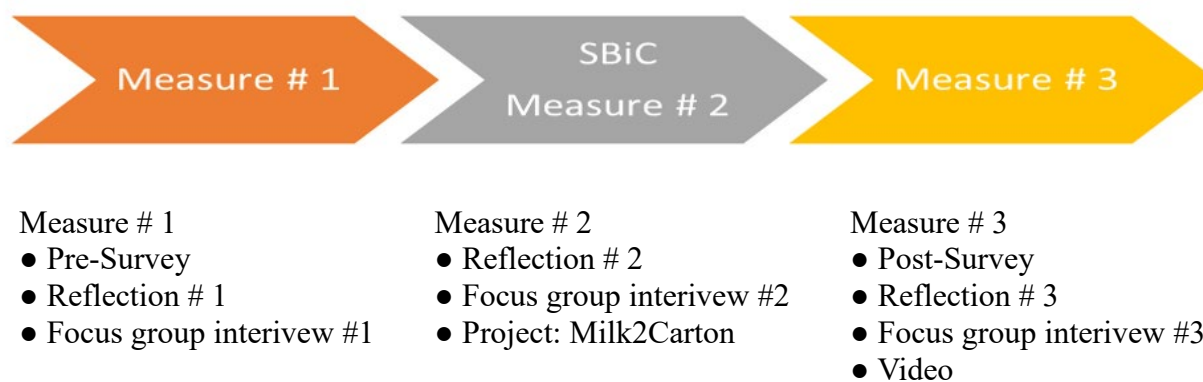 Measure # 1
SBiC
Measure # 2
Measure # 3
Measure # 1
● Pre-Survey
● Reflection # 1
● Focus group interivew #1
Measure # 2
● Reflection # 2
● Focus group interivew #2
● Project: Milk2Carton
Measure # 3
● Post-Survey
● Reflection # 3
● Focus group interivew #3
● Video